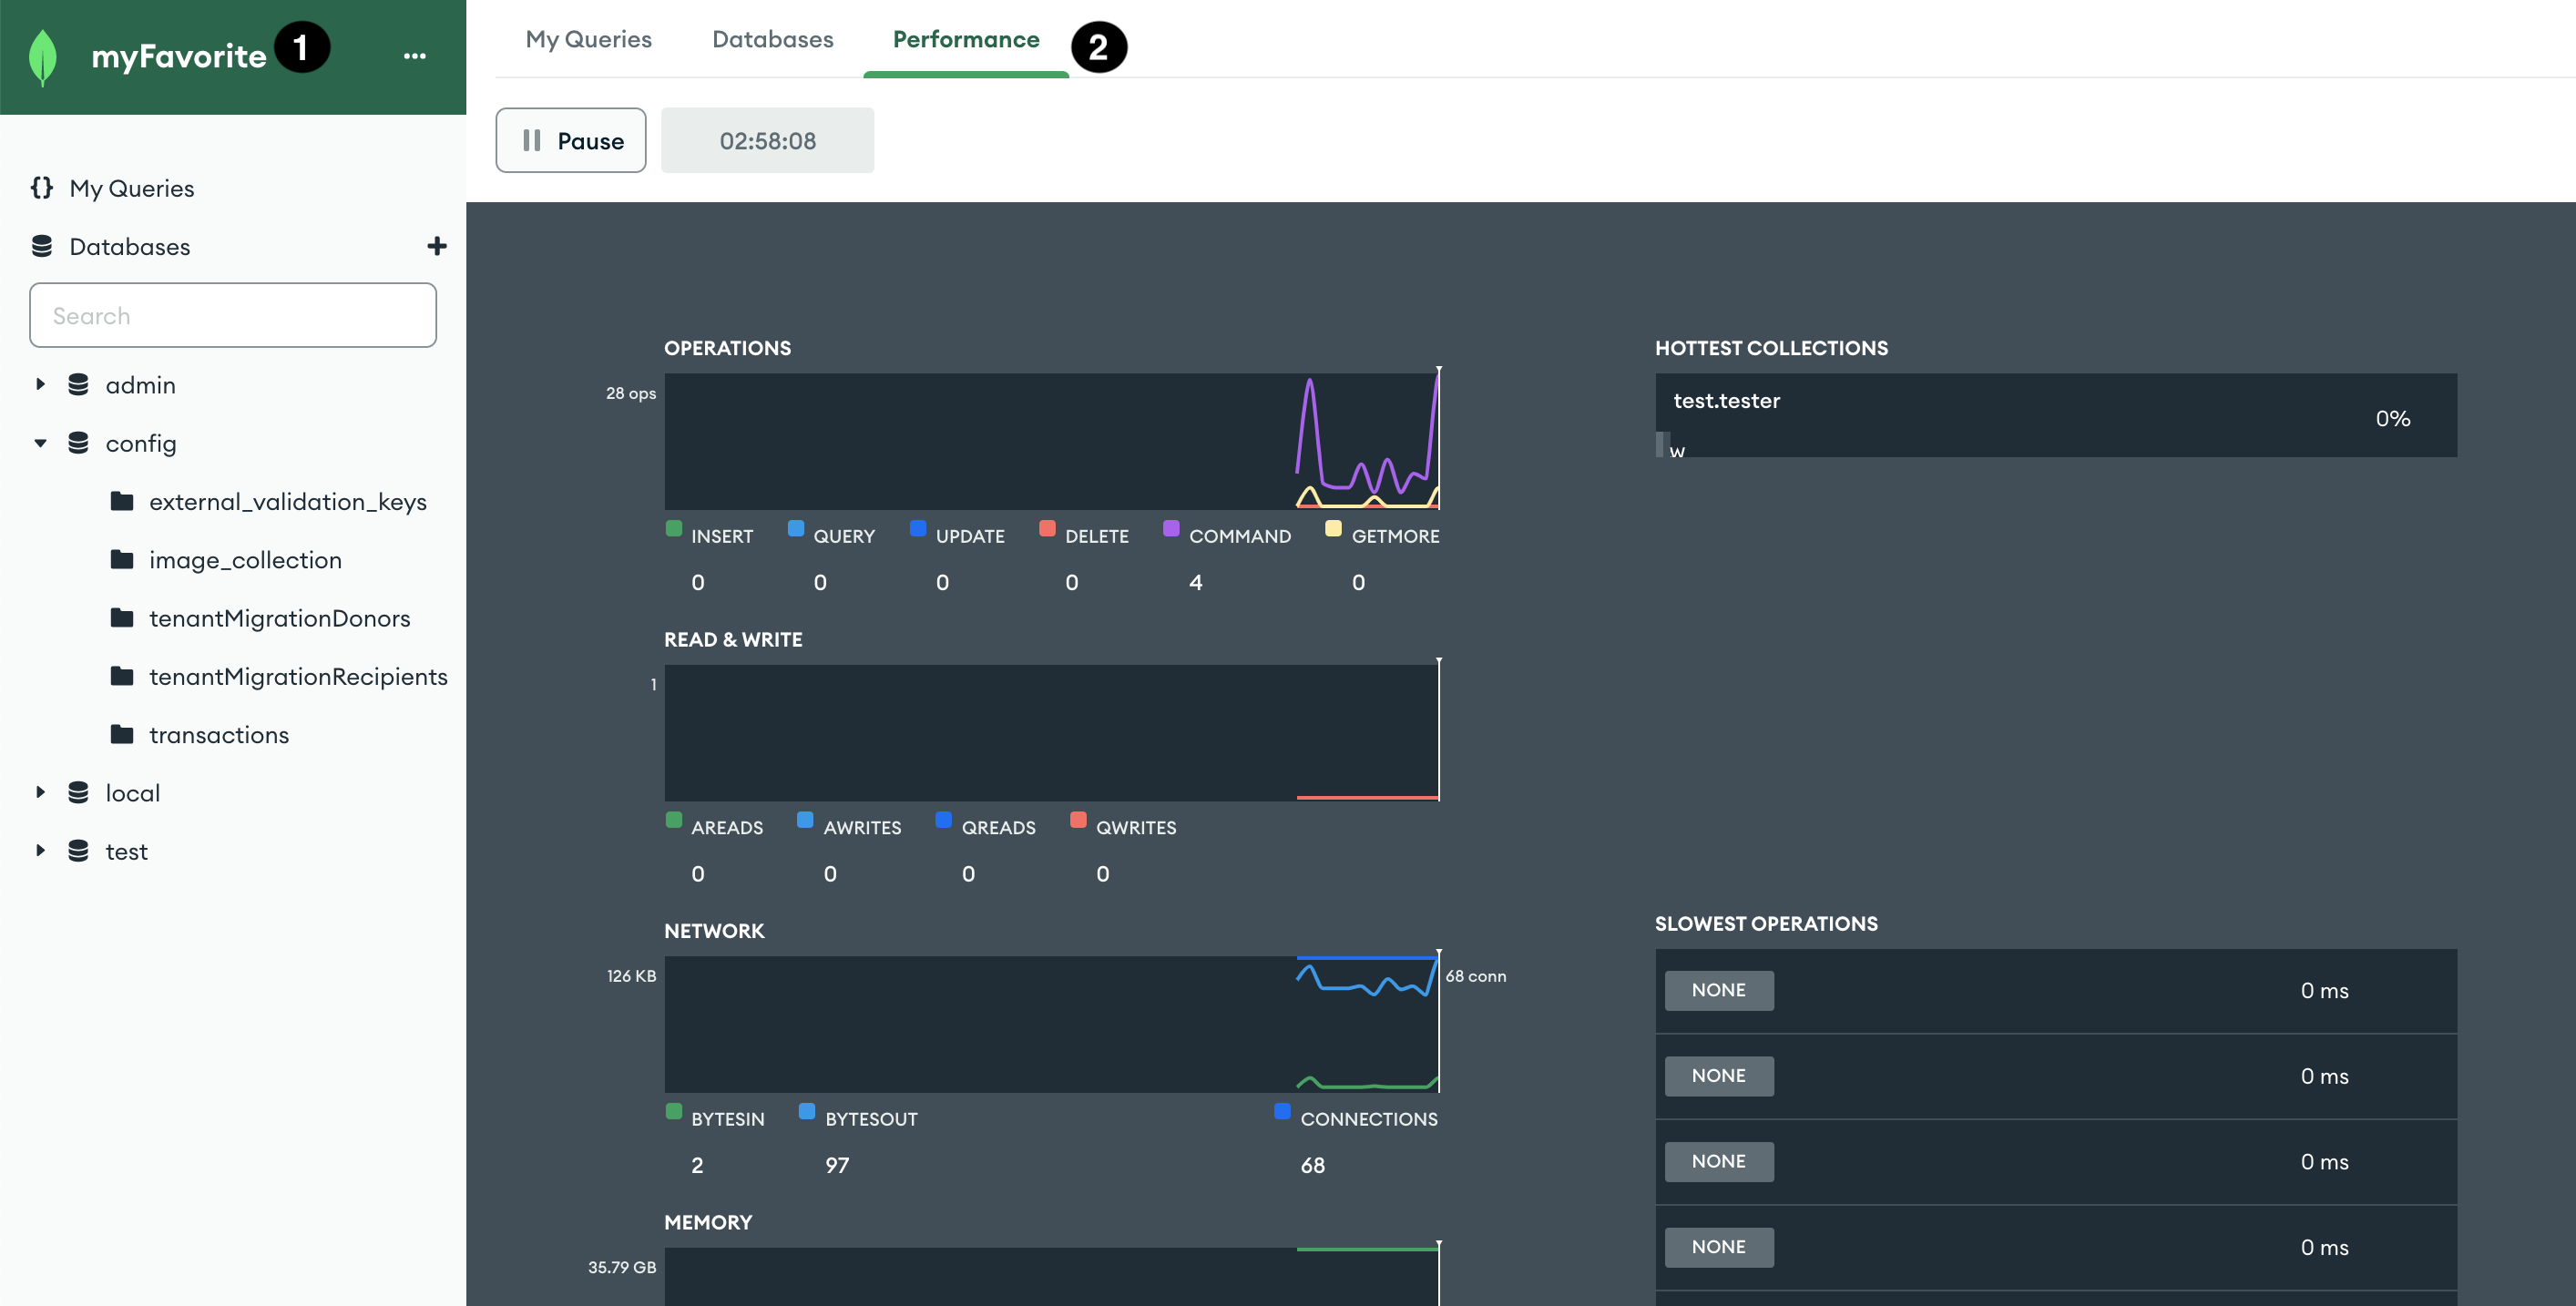 myFavorite 1 ...
My Queries
Databases
Search
admin
config
external_validation_keys
image_collection
tenantMigrationDonors
tenantMigrationRecipients
transactions
local
test
My Queries Databases Performance 2
Pause 02:58:08
OPERATIONS
28 ops
INSERT QUERY UPDATE DELETE COMMAND GETMORE
0 0 0 0 4 0
READ & WRITE
1
AREADS AWRITES QREADS QWRITES
0 0 0 0
NETWORK
126 KB 68 conn
BYTESIN BYTESOUT CONNECTIONS
2 97 68
MEMORY
35.79 GB
HOTTEST COLLECTIONS
test.tester
0%
W
SLOWEST OPERATIONS
NONE 0 ms
NONE 0 ms
NONE 0 ms
NONE 0 ms